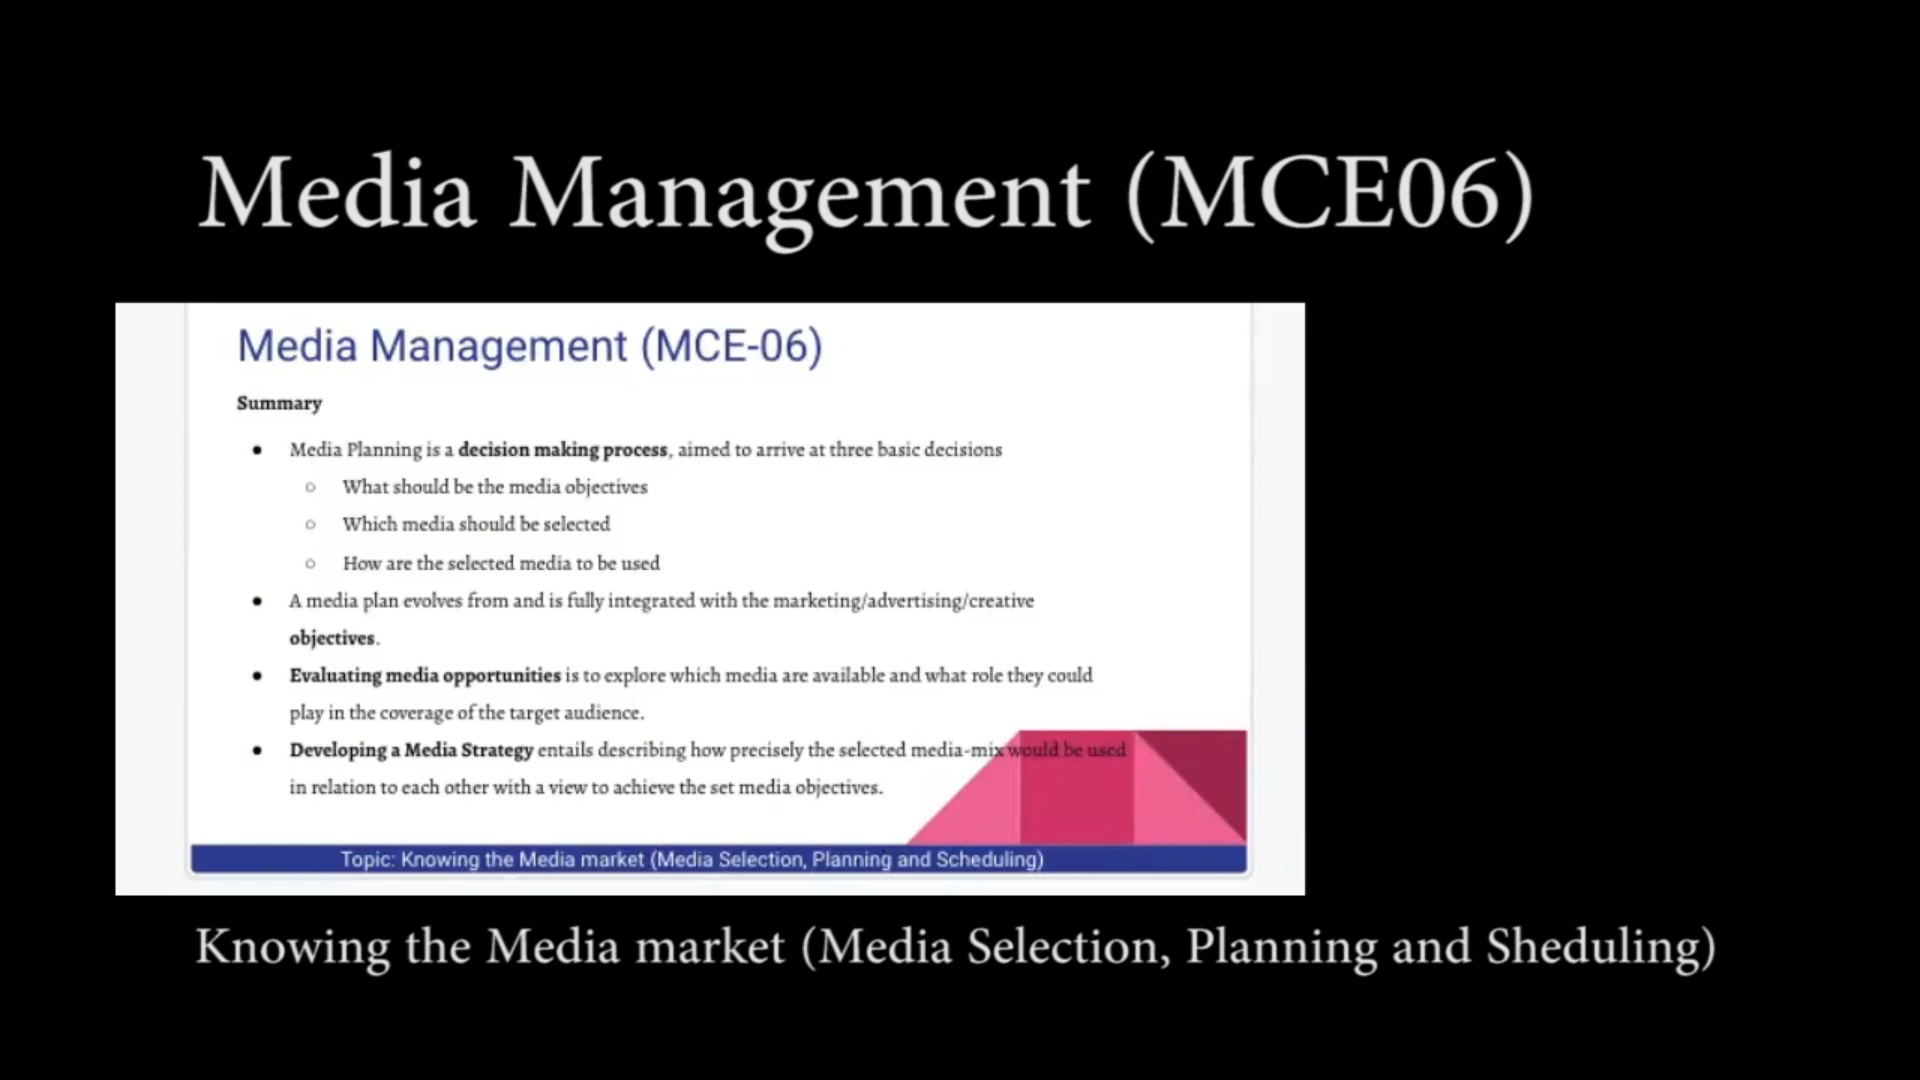 Media Management (MCE06)
Media Management (MCE-06)
Summary
● Media Planning is a decision making process, aimed to arrive at three basic decisions
○ What should be the media objectives
○ Which media should be selected
○ How are the selected media to be used
● A media plan evolves from and is fully integrated with the marketing/advertising/creative
objectives.
● Evaluating media opportunities is to explore which media are available and what role they could
play in the coverage of the target audience.
● Developing a Media Strategy entails describing how precisely the selected media-mix would be used
in relation to each other with a view to achieve the set media objectives.
Topic: Knowing the Media market (Media Selection, Planning and Scheduling)
Knowing the Media market (Media Selection, Planning and Sheduling)